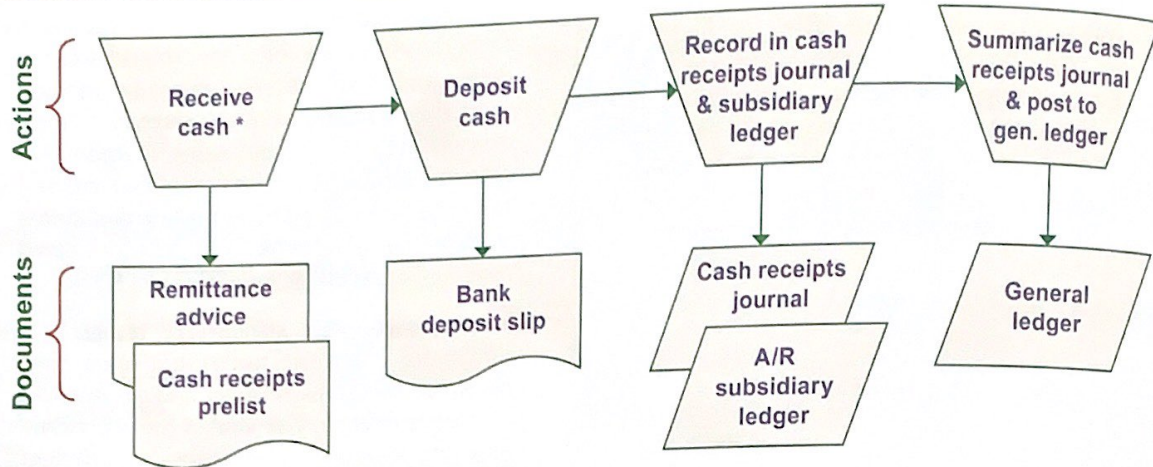 Actions
Receive
cash *
Deposit
cash
Record in cash
receipts journal
& subsidiary
ledger
Summarize cash
receipts journal
& post to
gen. ledger
Documents
Remittance
advice
Cash receipts
prelist
Bank
deposit slip
Cash receipts
journal
A/R
subsidiary
ledger
General
ledger